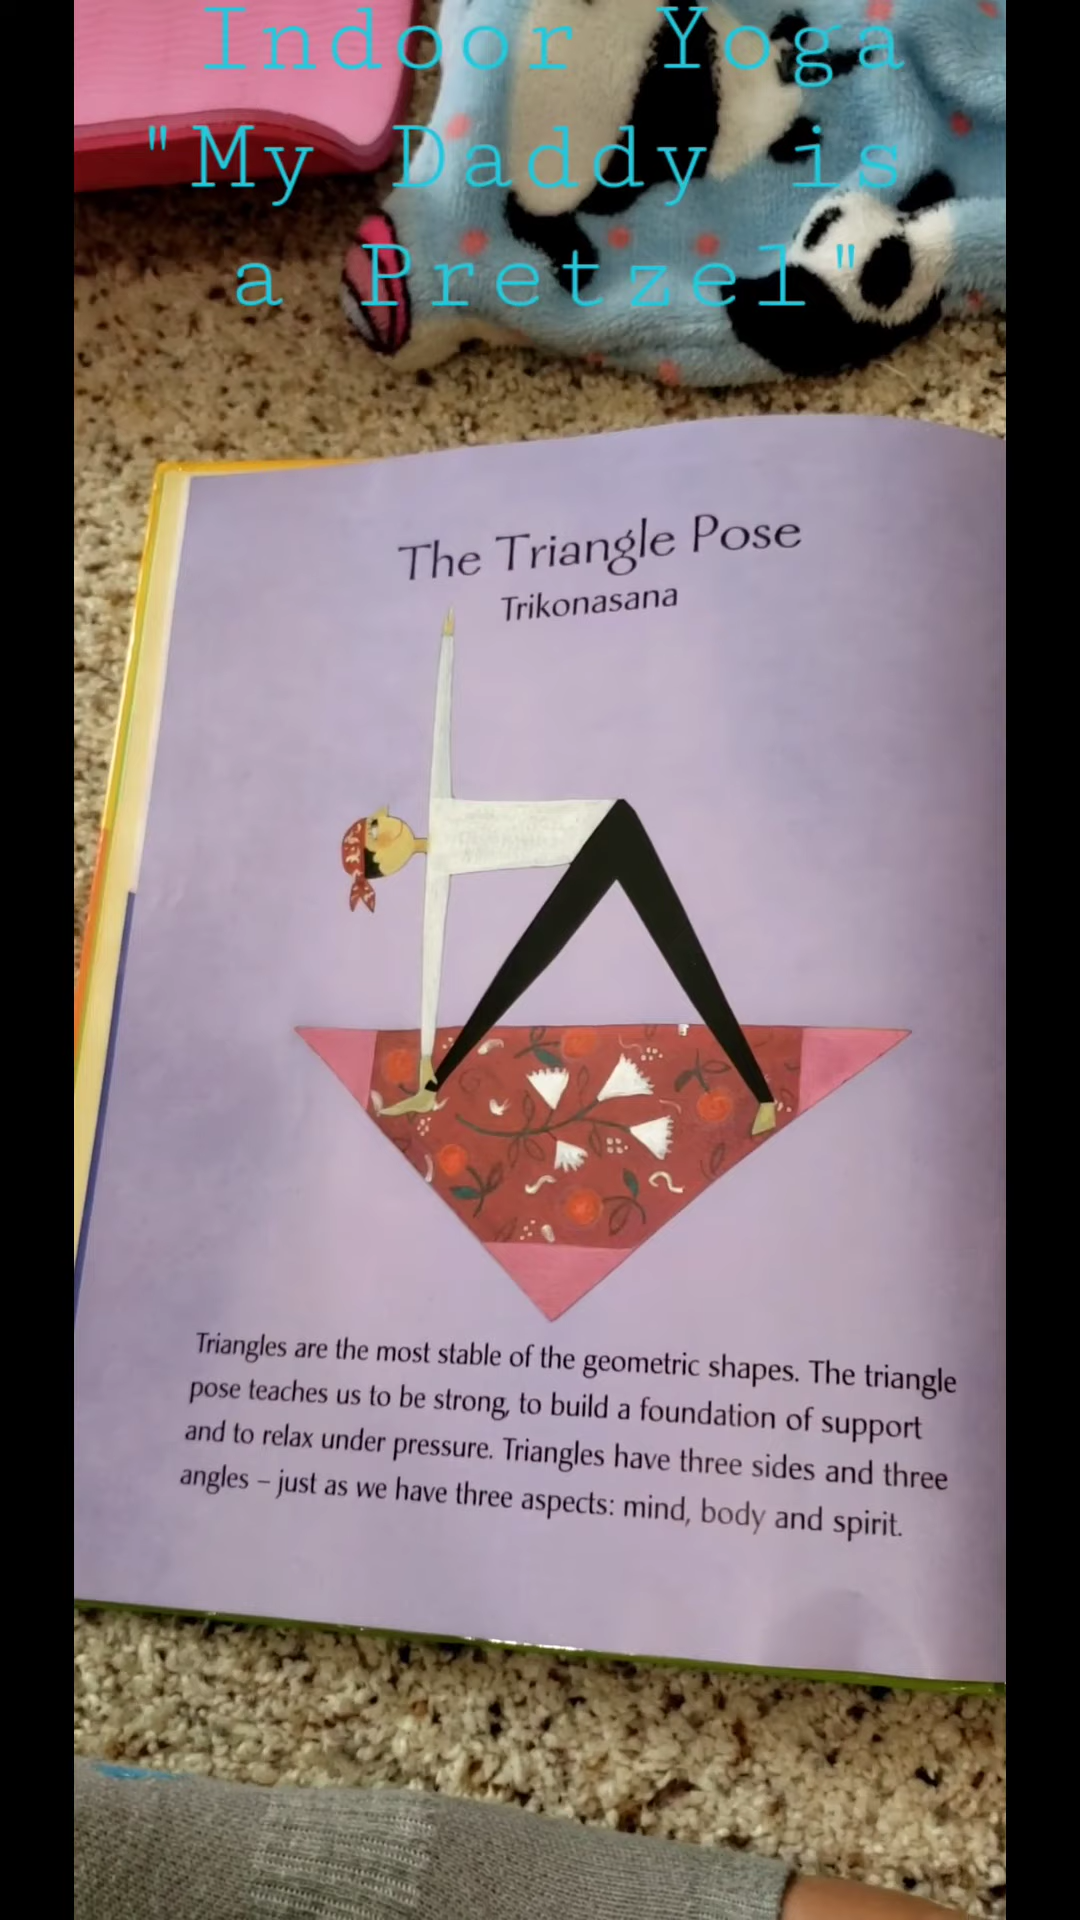 Indoor Yoga
"My Daddy is
a Pretzel"
The Triangle Pose
Trikonasana
Triangles are the most stable of the geometric shapes. The triangle
pose teaches us to be strong, to build a foundation of support
and to relax under pressure. Triangles have three sides and three
angles – just as we have three aspects: mind, body and spirit.